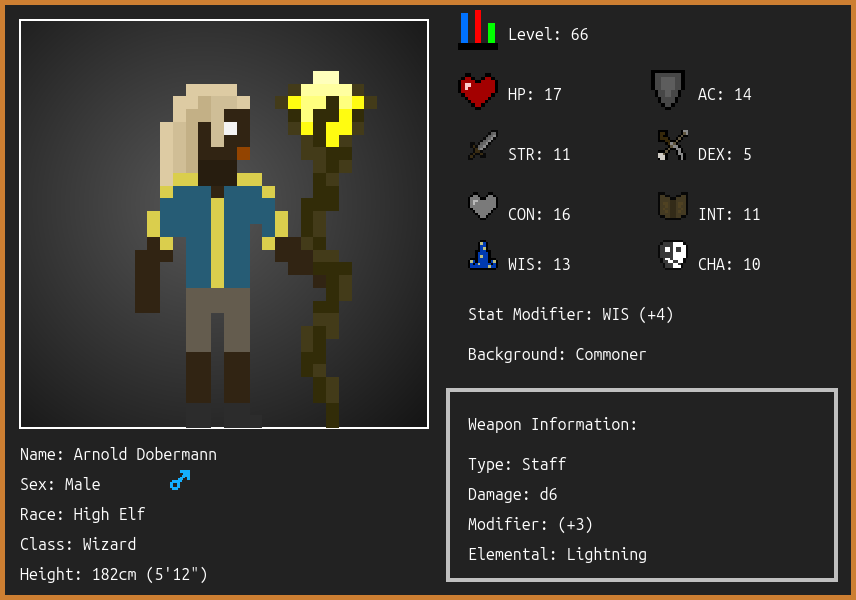 Level: 66
HP: 17
AC: 14
STR: 11
DEX: 5
CON: 16
INT: 11
WIS: 13
CHA: 10
Stat Modifier: WIS (+4)
Background: Commoner
Weapon Information:
Type: Staff
Damage: d6
Modifier: (+3)
Elemental: Lightning
Name: Arnold Dobermann
Sex: Male
Race: High Elf
Class: Wizard
Height: 182cm (5'12")